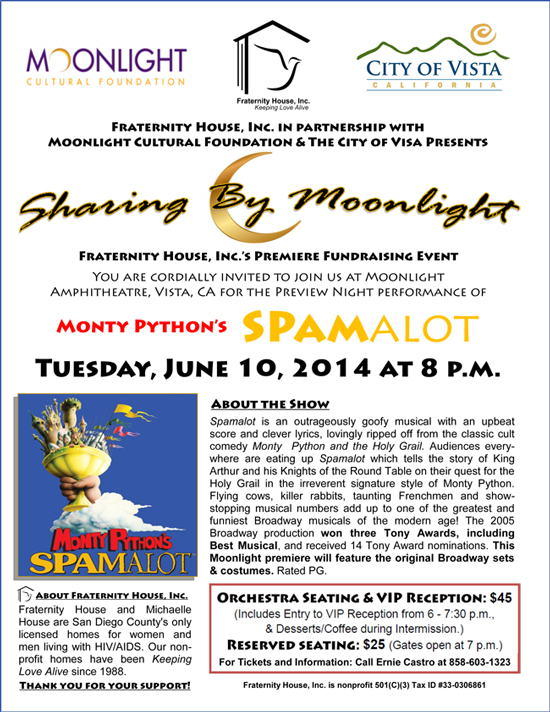 MOONLIGHT
CULTURAL FOUNDATION
Fraternity House, Inc.
Keeping Love Alive
CITY OF VISTA
CALIFORNIA
FRATERNITY HOUSE, INC. IN PARTNERSHIP WITH
MOONLIGHT CULTURAL FOUNDATION & THE CITY OF VISA PRESENTS
Sharing By Moonlight
FRATERNITY HOUSE, INC.'S PREMIERE FUNDRAISING EVENT
YOU ARE CORDIALLY INVITED TO JOIN US AT MOONLIGHT
AMPHITHEATRE, VISTA, CA FOR THE PREVIEW NIGHT PERFORMANCE OF
MONTY PYTHON'S SPAMALOT
TUESDAY, JUNE 10, 2014 AT 8 P.M.
MONTY PYTHON'S
SPAMALOT
ABOUT THE SHOW
Spamalot is an outrageously goofy musical with an upbeat
score and clever lyrics, lovingly ripped off from the classic cult
comedy Monty Python and the Holy Grail. Audiences every-
where are eating up Spamalot which tells the story of King
Arthur and his Knights of the Round Table on their quest for the
Holy Grail in the irreverent signature style of Monty Python.
Flying cows, killer rabbits, taunting Frenchmen and show-
stopping musical numbers add up to one of the greatest and
funniest Broadway musicals of the modern age! The 2005
Broadway production won three Tony Awards, including
Best Musical, and received 14 Tony Award nominations. This
Moonlight premiere will feature the original Broadway sets
& costumes. Rated PG.
ABOUT FRATERNITY HOUSE, INC.
Fraternity House and Michaelle
House are San Diego County's only
licensed homes for women and
men living with HIV/AIDS. Our non-
profit homes have been Keeping
Love Alive since 1988.
THANK YOU FOR YOUR SUPPORT!
ORCHESTRA SEATING & VIP RECEPTION: $45
(Includes Entry to VIP Reception from 6 - 7:30 p.m.,
& Desserts/Coffee during Intermission.)
RESERVED SEATING: $25 (Gates open at 7 p.m.)
For Tickets and Information: Call Ernie Castro at 858-603-1323
Fraternity House, Inc. is nonprofit 501(C)(3) Tax ID #33-0306861